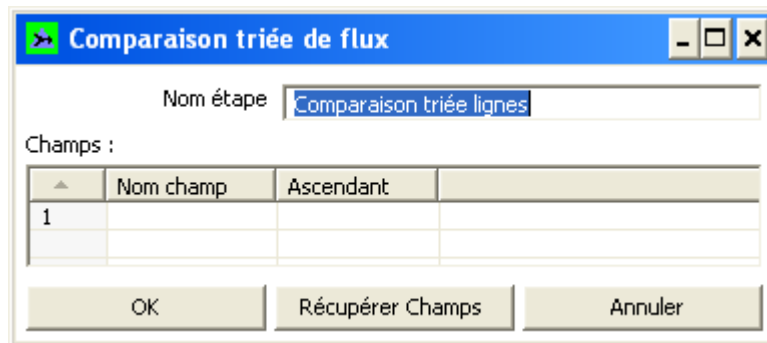 Comparaison triée de flux
Nom étape Comparaison triée lignes
Champs :
Nom champ Ascendant
1
OK Récupérer Champs Annuler